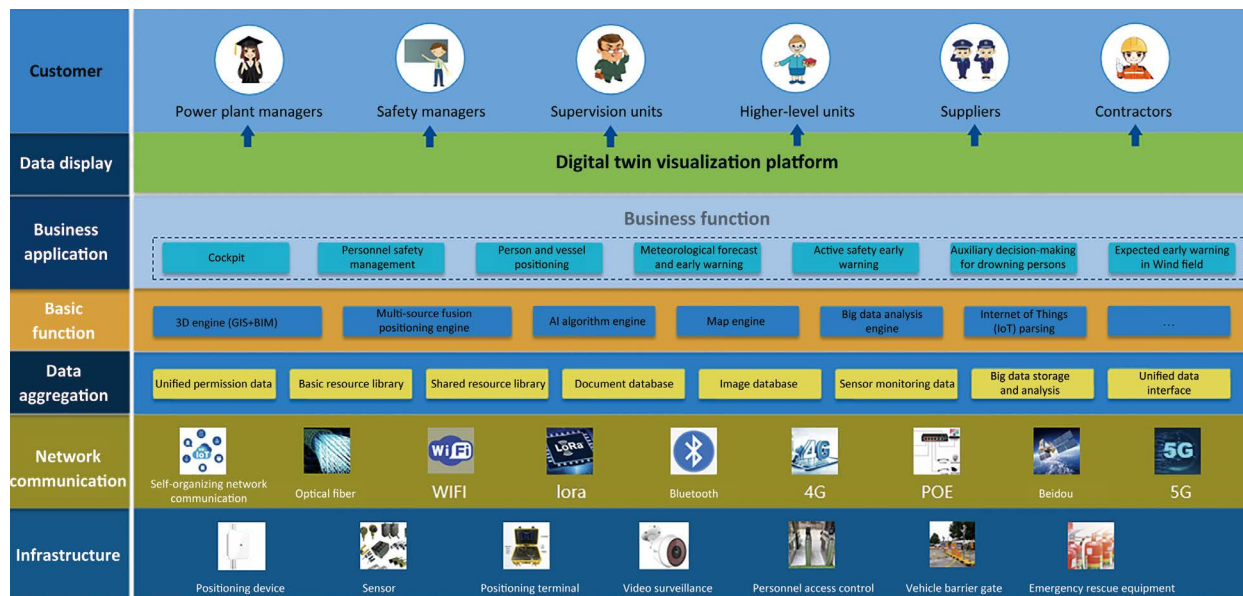 Customer
Power plant managers
Safety managers
Supervision units
Higher-level units
Suppliers
Contractors
Data display
Digital twin visualization platform
Business
application
Business function
Cockpit
Personnel safety
management
Person and vessel
positioning
Meteorological forecast
and early warning
Active safety early
warning
Auxiliary decision-making
for drowning persons
Expected early warning
in Wind field
Basic
function
3D engine (GIS+BIM)
Multi-source fusion
positioning engine
AI algorithm engine
Map engine
Big data analysis
engine
Internet of Things
(IoT) parsing
...
Data
aggregation
Unified permission data
Basic resource library
Shared resource library
Document database
Image database
Sensor monitoring data
Big data storage
and analysis
Unified data
interface
Network
communication
IoT
Self-organizing network
communication
Optical fiber
WiFi
WIFI
LoRa
lora
Bluetooth
4G
4G
POE
Beidou
5G
5G
Infrastructure
Positioning device
Sensor
Positioning terminal
Video surveillance
Personnel access control
Vehicle barrier gate
Emergency rescue equipment